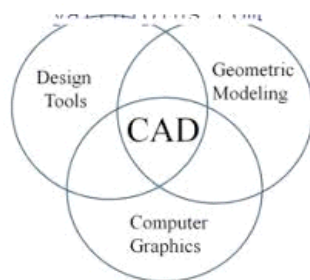 Design
Tools
Geometric
Modeling
CAD
Computer
Graphics